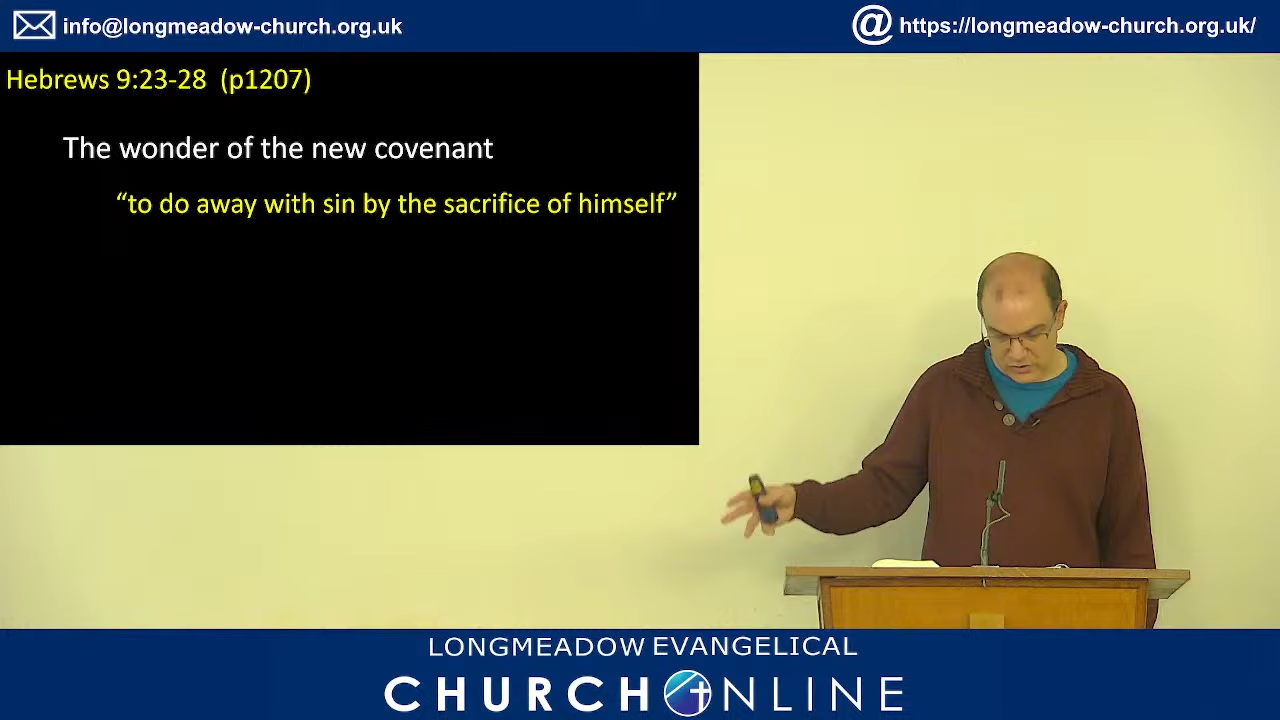 info@longmeadow-church.org.uk
https://longmeadow-church.org.uk/
Hebrews 9:23-28 (p1207)
The wonder of the new covenant
“to do away with sin by the sacrifice of himself”
LONGMEADOW EVANGELICAL
CHURCH ONLINE